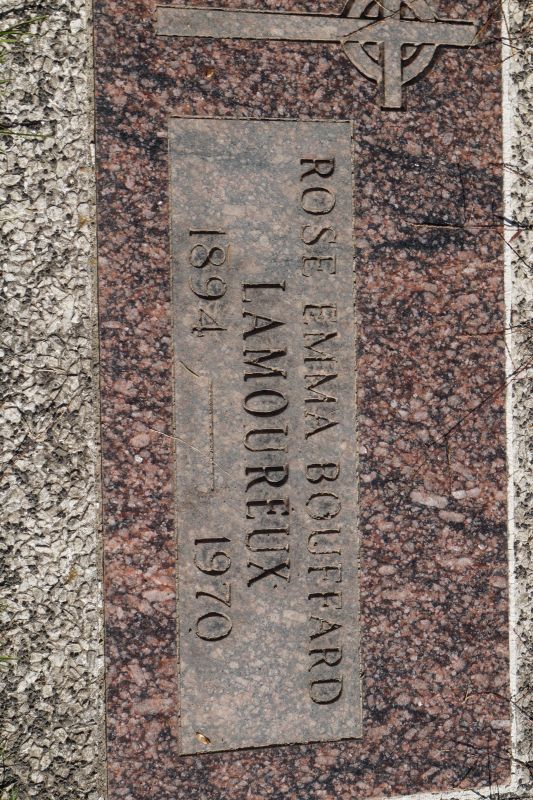 ROSE EMMA BOUFFARD
LAMOUREUX
1894 — 1970